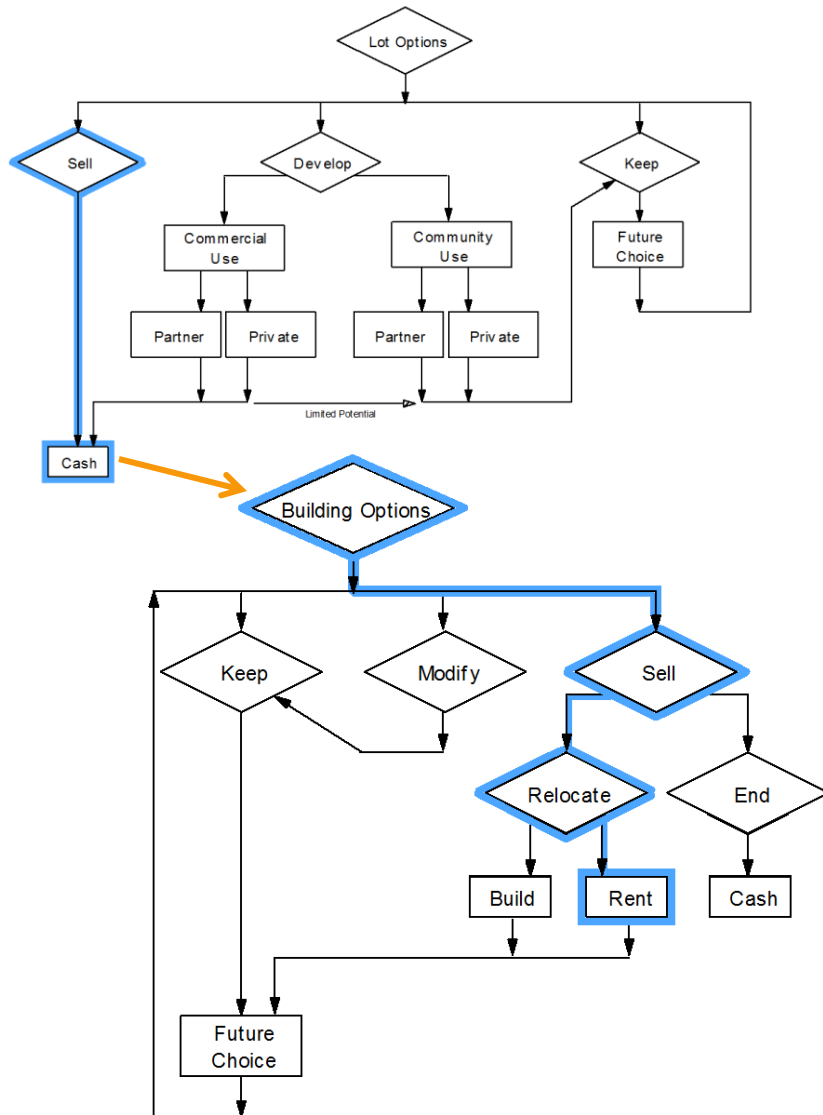 Lot Options
Sell
Develop
Keep
Commercial
Use
Community
Use
Future
Choice
Partner
Private
Partner
Private
Limited Potential
Cash
Building Options
Keep
Modify
Sell
Relocate
End
Build
Rent
Cash
Future
Choice